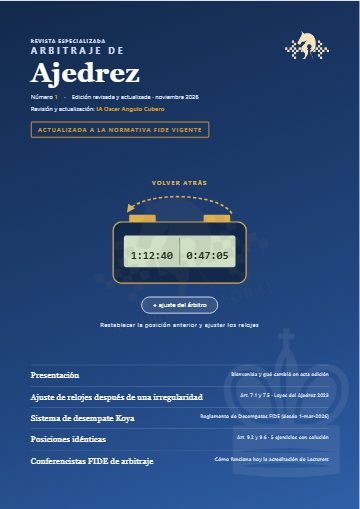 REVISTA ESPECIALIZADA
ARBITRAJE DE
Ajedrez
Número 1 · Edición revisada y actualizada · noviembre 2026
Revisión y actualización: IA Oscar Angulo Cubero
ACTUALIZADA A LA NORMATIVA FIDE VIGENTE
VOLVER ATRÁS
1:12:40 0:47:05
+ ajuste del árbitro
Restablecer la posición anterior y ajustar los relojes
Presentación Bienvenida y qué cambió en esta edición
Ajuste de relojes después de una irregularidad Art. 7.1 y 7.5 · Leyes del Ajedrez 2023
Sistema de desempate Koya Reglamento de Desempates FIDE (desde 1-mar-2026)
Posiciones idénticas Art. 9.2 y 9.6 · 5 ejercicios con solución
Conferencistas FIDE de arbitraje Cómo funciona hoy la acreditación de Lecturers